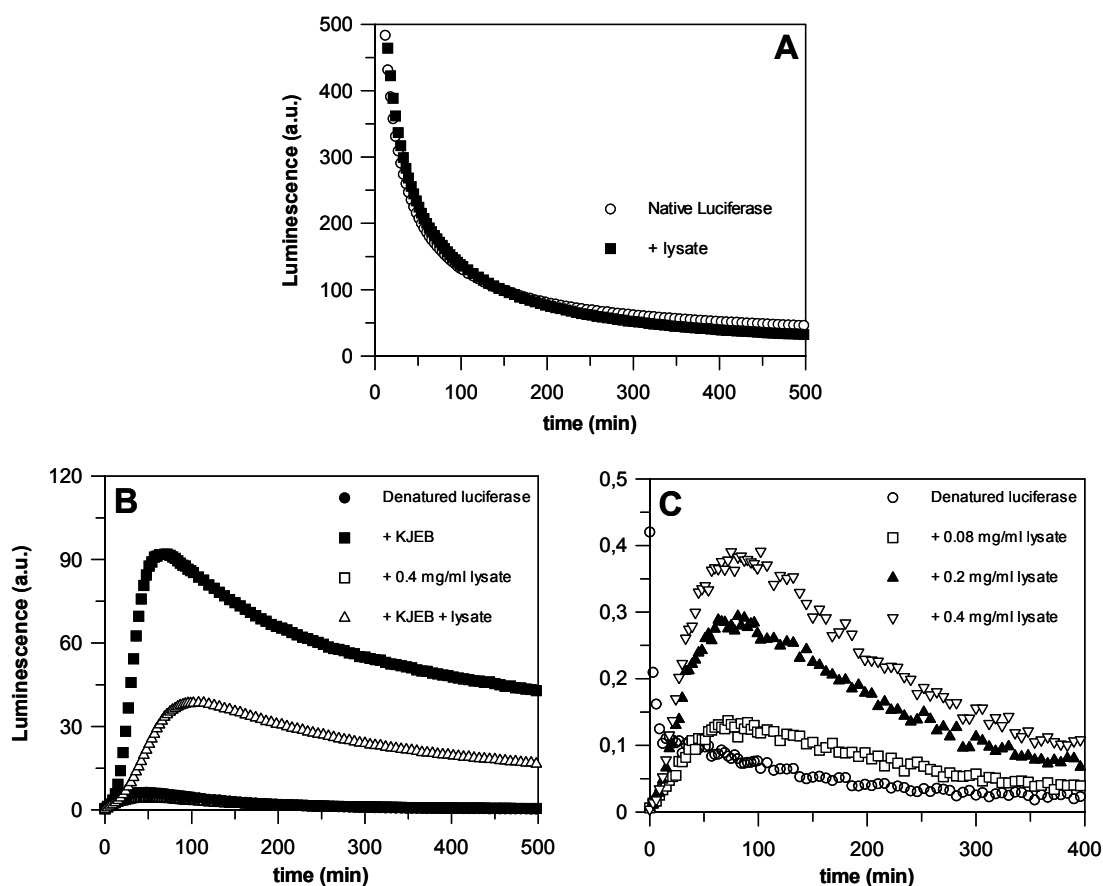 A
Luminescence (a.u.)
500
400
300
200
100
0
Native Luciferase
+ lysate
0 100 200 300 400 500
time (min)
B
Luminescence (a.u.)
120
90
60
30
0
Denatured luciferase
+ KJEB
+ 0.4 mg/ml lysate
+ KJEB + lysate
0 100 200 300 400 500
time (min)
C
0,5
0,4
0,3
0,2
0,1
0
Denatured luciferase
+ 0.08 mg/ml lysate
+ 0.2 mg/ml lysate
+ 0.4 mg/ml lysate
0 100 200 300 400
time (min)